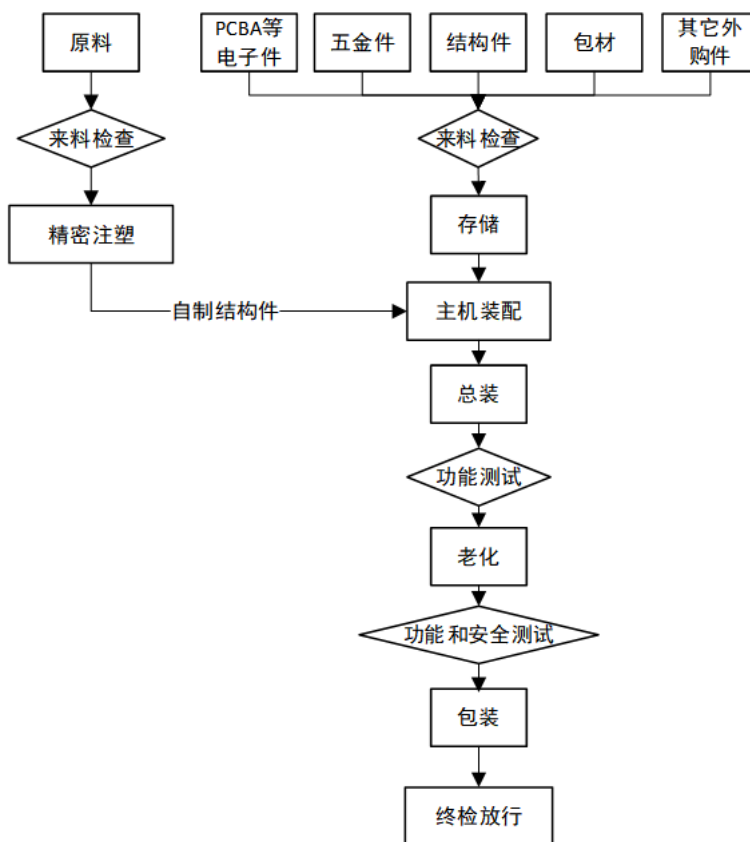 原料
PCBA等
电子件
五金件
结构件
包材
其它外
购件
来料检查
来料检查
精密注塑
存储
自制结构件
主机装配
总装
功能测试
老化
功能和安全测试
包装
终检放行